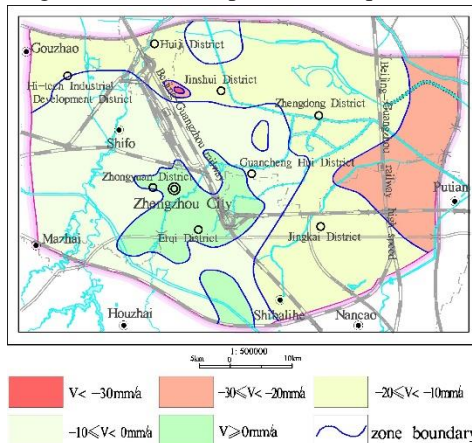 Gouzhao
Huiji District
Hi-tech Industrial
Development District
Jinshui District
Zhengdong District
Beijing-Guangzhou railway high speed
Guangzhou Railway
Shifo
Guancheng Hui District
Zhongyuan District
Zhengzhou City
Putian
Erqi District
Jingkai District
Mazhai
Houzhai
Shibalihe
Nancao
1: 500000
5km 10km
V< -30mm/a
-30≤V< -20mm/a
-20≤V< -10mm/a
-10≤V< 0mm/a
V≥0mm/a
zone boundary